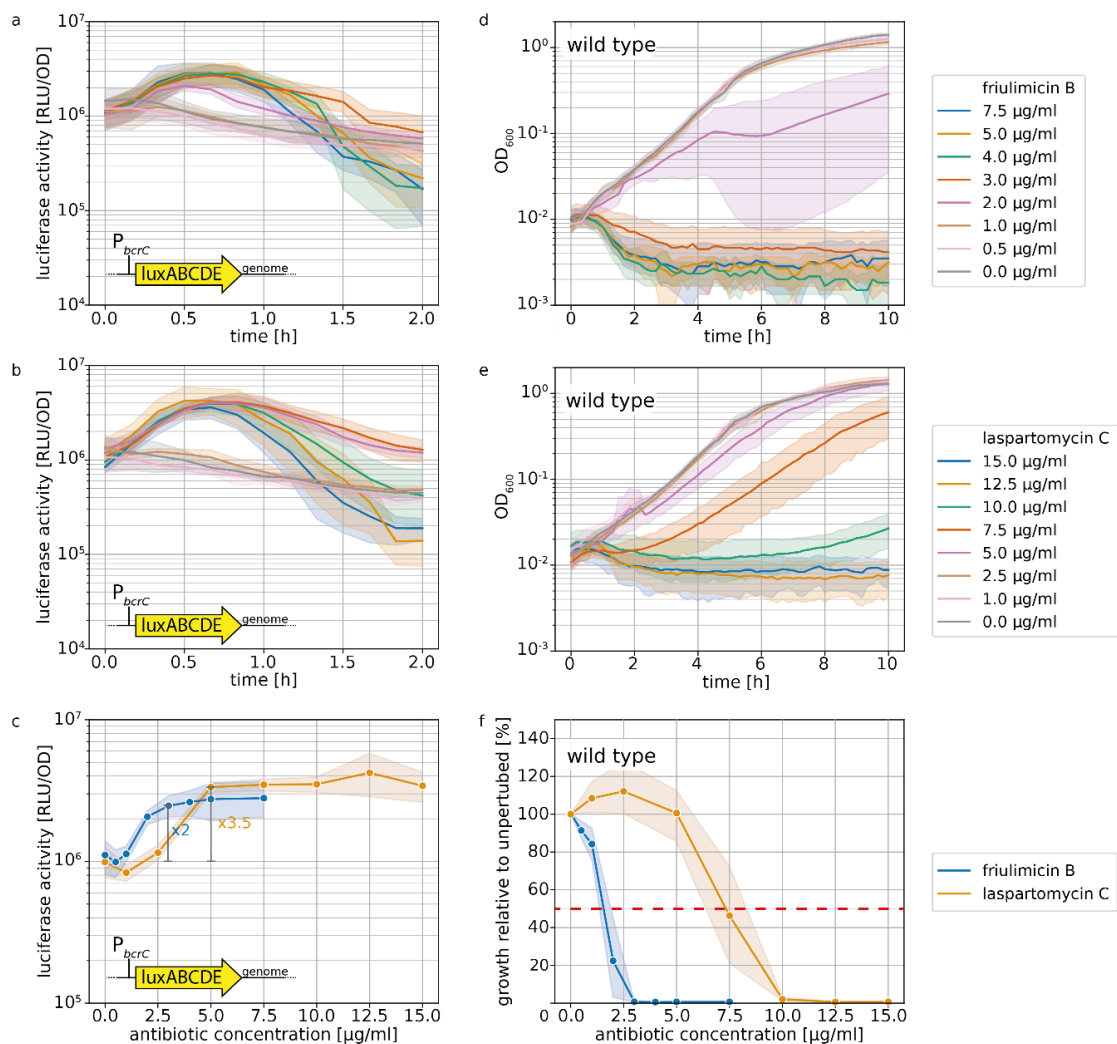 a
luciferase activity [RLU/OD]
10⁷
10⁶
10⁵
10⁴
P_bcrC
luxABCDE
genome
0.0 0.5 1.0 1.5 2.0
time [h]
d
wild type
OD₆₀₀
10⁰
10⁻¹
10⁻²
10⁻³
0 2 4 6 8 10
time [h]
friulimicin B
7.5 µg/ml
5.0 µg/ml
4.0 µg/ml
3.0 µg/ml
2.0 µg/ml
1.0 µg/ml
0.5 µg/ml
0.0 µg/ml
b
luciferase activity [RLU/OD]
10⁷
10⁶
10⁵
10⁴
P_bcrC
luxABCDE
genome
0.0 0.5 1.0 1.5 2.0
time [h]
e
wild type
OD₆₀₀
10⁰
10⁻¹
10⁻²
10⁻³
0 2 4 6 8 10
time [h]
laspartomycin C
15.0 µg/ml
12.5 µg/ml
10.0 µg/ml
7.5 µg/ml
5.0 µg/ml
2.5 µg/ml
1.0 µg/ml
0.0 µg/ml
c
luciferase acitvity [RLU/OD]
10⁷
10⁶
10⁵
x2
x3.5
P_bcrC
luxABCDE
genome
0.0 2.5 5.0 7.5 10.0 12.5 15.0
antibiotic concentration [µg/ml]
f
wild type
growth relative to unpertubed [%]
140
120
100
80
60
40
20
0
0.0 2.5 5.0 7.5 10.0 12.5 15.0
antibiotic concentration [µg/ml]
friulimicin B
laspartomycin C